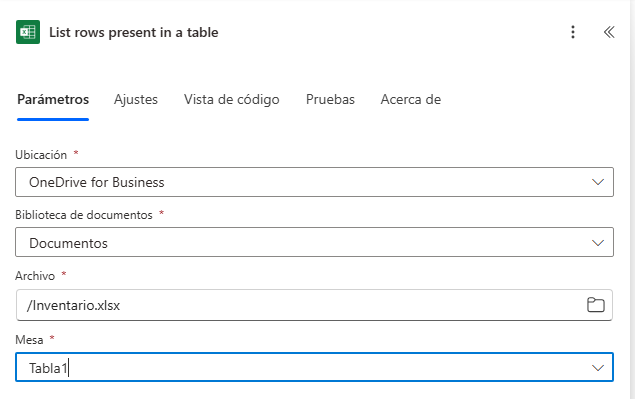 List rows present in a table
Parámetros Ajustes Vista de código Pruebas Acerca de
Ubicación *
OneDrive for Business
Biblioteca de documentos *
Documentos
Archivo *
/Inventario.xlsx
Mesa *
Tabla1